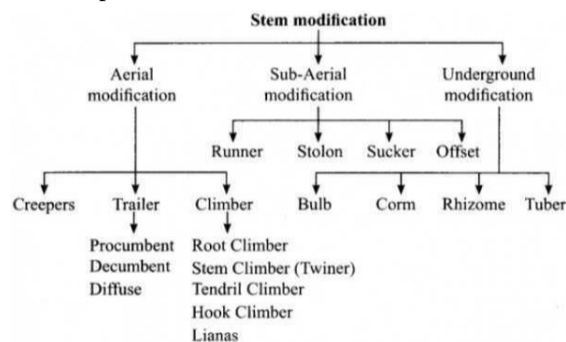 Stem modification
Aerial modification
Sub-Aerial modification
Underground modification
Runner Stolon Sucker Offset
Creepers Trailer Climber Bulb Corm Rhizome Tuber
Procumbent Root Climber
Decumbent Stem Climber (Twiner)
Diffuse Tendril Climber
Hook Climber
Lianas